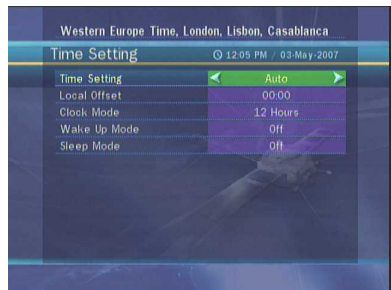 Western Europe Time, London, Lisbon, Casablanca
Time Setting 12:05 PM / 03-May-2007
Time Setting Auto
Local Offset 00:00
Clock Mode 12 Hours
Wake Up Mode Off
Sleep Mode Off